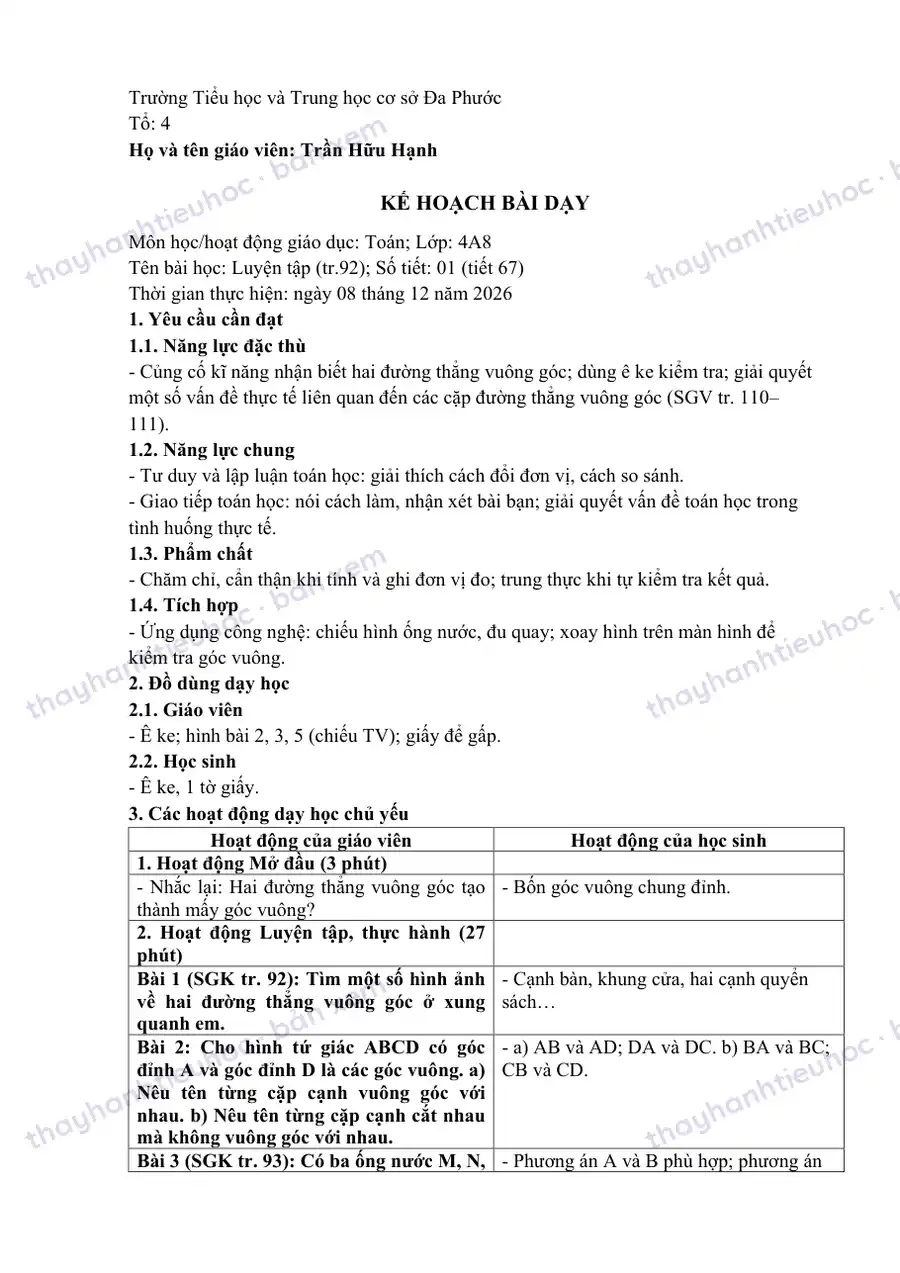 Trường Tiểu học và Trung học cơ sở Đa Phước
Tổ: 4
Họ và tên giáo viên: Trần Hữu Hạnh
KẾ HOẠCH BÀI DẠY
Môn học/hoạt động giáo dục: Toán; Lớp: 4A8
Tên bài học: Luyện tập (tr.92); Số tiết: 01 (tiết 67)
Thời gian thực hiện: ngày 08 tháng 12 năm 2026
1. Yêu cầu cần đạt
1.1. Năng lực đặc thù
- Củng cố kĩ năng nhận biết hai đường thẳng vuông góc; dùng ê ke kiểm tra; giải quyết
một số vấn đề thực tế liên quan đến các cặp đường thẳng vuông góc (SGV tr. 110–
111).
1.2. Năng lực chung
- Tư duy và lập luận toán học: giải thích cách đổi đơn vị, cách so sánh.
- Giao tiếp toán học: nói cách làm, nhận xét bài bạn; giải quyết vấn đề toán học trong
tình huống thực tế.
1.3. Phẩm chất
- Chăm chỉ, cẩn thận khi tính và ghi đơn vị đo; trung thực khi tự kiểm tra kết quả.
1.4. Tích hợp
- Ứng dụng công nghệ: chiếu hình ống nước, đu quay; xoay hình trên màn hình để
kiểm tra góc vuông.
2. Đồ dùng dạy học
2.1. Giáo viên
- Ê ke; hình bài 2, 3, 5 (chiếu TV); giấy để gấp.
2.2. Học sinh
- Ê ke, 1 tờ giấy.
3. Các hoạt động dạy học chủ yếu
Hoạt động của giáo viên
Hoạt động của học sinh
1. Hoạt động Mở đầu (3 phút)
- Nhắc lại: Hai đường thẳng vuông góc tạo
thành mấy góc vuông?
- Bốn góc vuông chung đỉnh.
2. Hoạt động Luyện tập, thực hành (27
phút)
Bài 1 (SGK tr. 92): Tìm một số hình ảnh
về hai đường thẳng vuông góc ở xung
quanh em.
- Cạnh bàn, khung cửa, hai cạnh quyển
sách…
Bài 2: Cho hình tứ giác ABCD có góc
đỉnh A và góc đỉnh D là các góc vuông. a)
Nêu tên từng cặp cạnh vuông góc với
nhau. b) Nêu tên từng cặp cạnh cắt nhau
mà không vuông góc với nhau.
- a) AB và AD; DA và DC. b) BA và BC;
CB và CD.
Bài 3 (SGK tr. 93): Có ba ống nước M, N,
- Phương án A và B phù hợp; phương án
thayhanhtieuhoc · bản xem
thayhanhtieuhoc · b
thayhanhtieuhoc · bản xem
thayhanhtieuhoc · b
thayhanhtieuhoc · bản xem
thayhanhtieuhoc · b